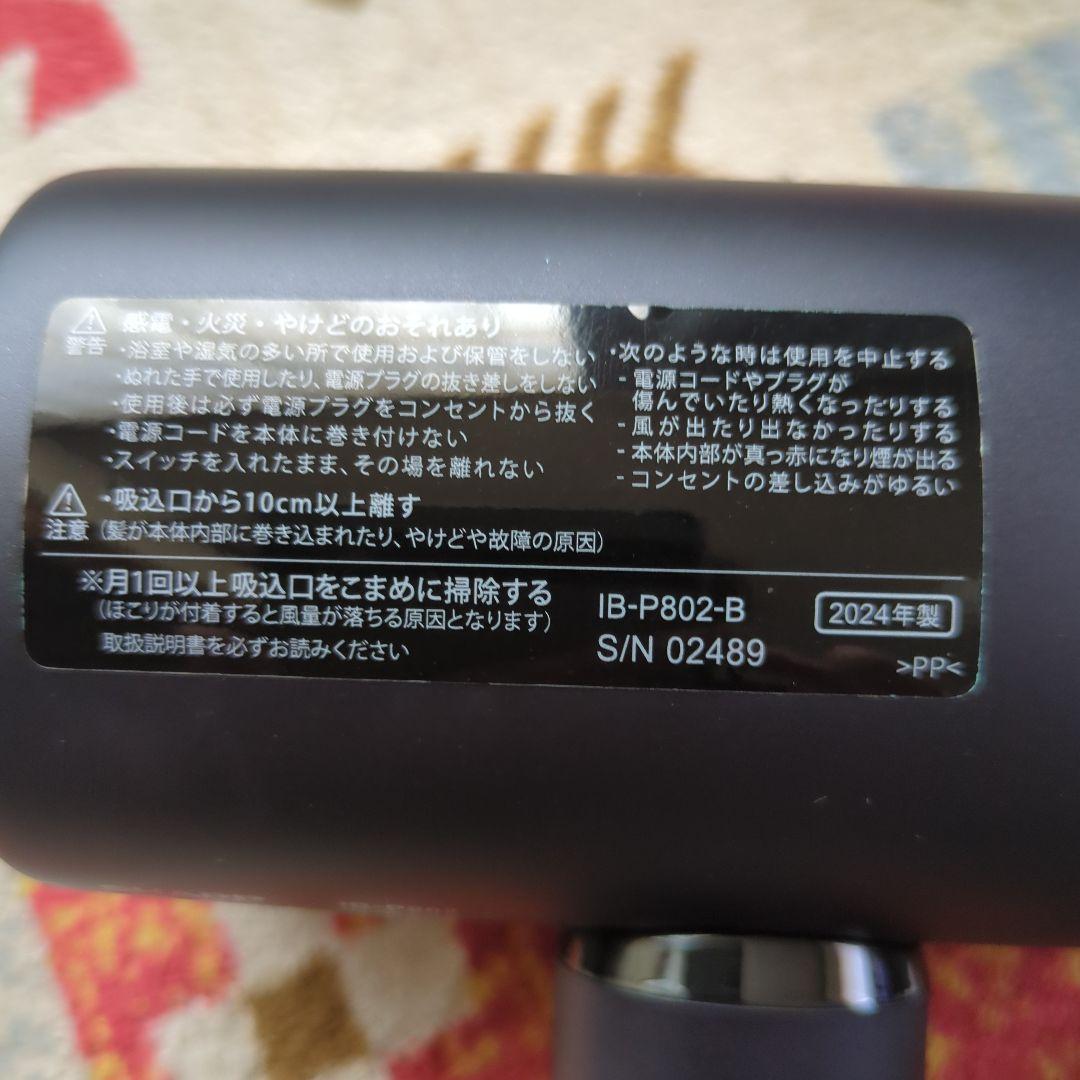 感電・火災・やけどのおそれあり
警告
・浴室や湿気の多い所で使用および保管をしない
・ぬれた手で使用したり、電源プラグの抜き差しをしない
・使用後は必ず電源プラグをコンセントから抜く
・電源コードを本体に巻き付けない
・スイッチを入れたまま、その場を離れない
・次のような時は使用を中止する
- 電源コードやプラグが
傷んでいたり熱くなったりする
- 風が出たり出なかったりする
- 本体内部が真っ赤になり煙が出る
- コンセントの差し込みがゆるい
・吸込口から10cm以上離す
注意 (髪が本体内部に巻き込まれたり、やけどや故障の原因)
※月1回以上吸込口をこまめに掃除する
(ほこりが付着すると風量が落ちる原因となります)
取扱説明書を必ずお読みください
IB-P802-B
S/N 02489
2024年製
>PP<